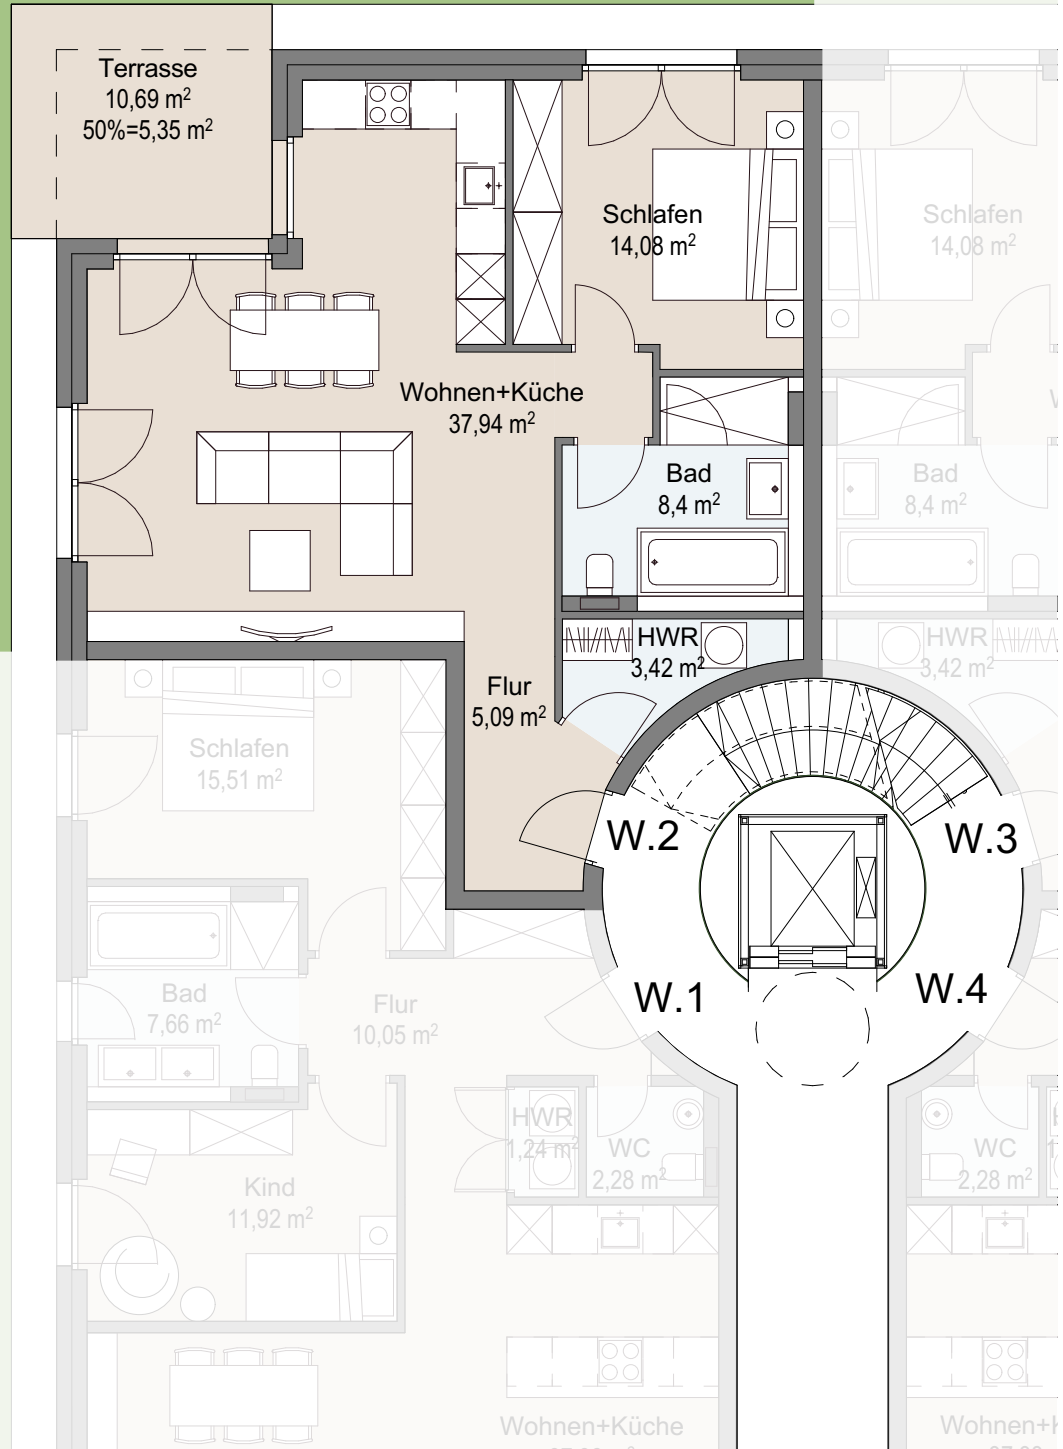 Terrasse
10,69 m²
50%=5,35 m²
Schlafen
14,08 m²
Schlafen
14,08 m²
Wohnen+Küche
37,94 m²
Bad
8,4 m²
Bad
8,4 m²
HWR
3,42 m²
HWR
3,42 m²
Flur
5,09 m²
Schlafen
15,51 m²
W.2
W.3
W.1
W.4
Bad
7,66 m²
Flur
10,05 m²
HWR
1,24 m²
WC
2,28 m²
WC
2,28 m²
Kind
11,92 m²
Wohnen+Küche